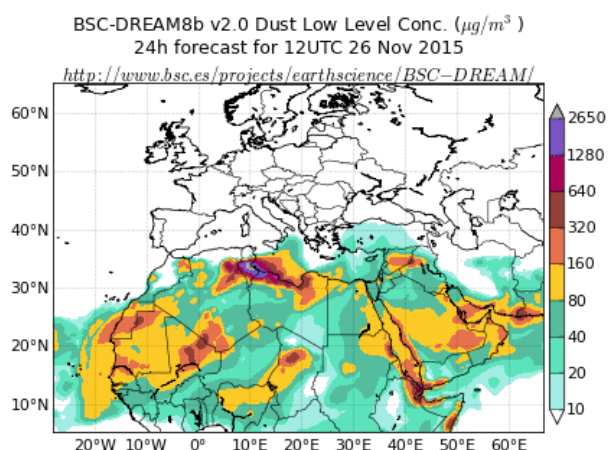 BSC-DREAM8b v2.0 Dust Low Level Conc. (µg/m³ )
24h forecast for 12UTC 26 Nov 2015
http://www.bsc.es/projects/earthscience/BSC−DREAM/
60°N
50°N
40°N
30°N
20°N
10°N
20°W 10°W 0° 10°E 20°E 30°E 40°E 50°E 60°E
2650
1280
640
320
160
80
40
20
10